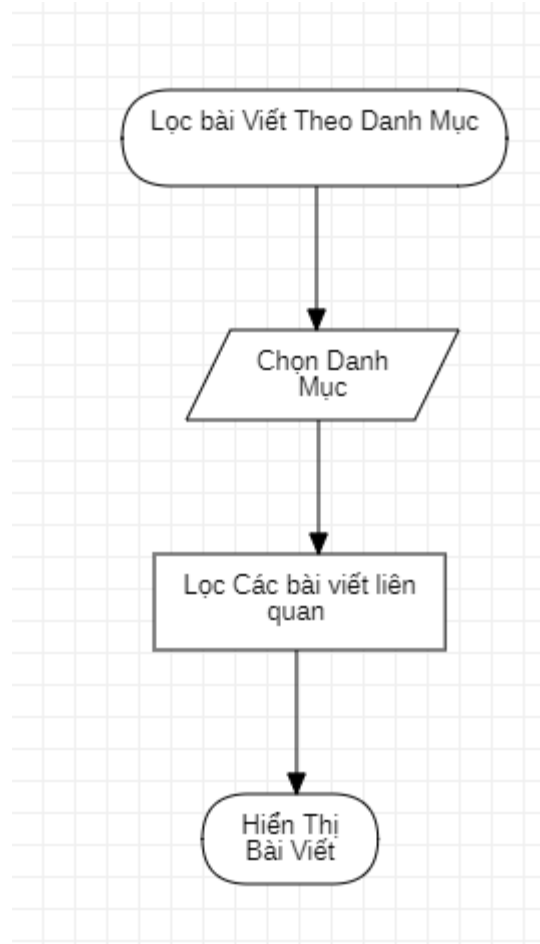 Lọc bài Viết Theo Danh Mục
Chọn Danh
Mục
Lọc Các bài viết liên
quan
Hiển Thị
Bài Viết